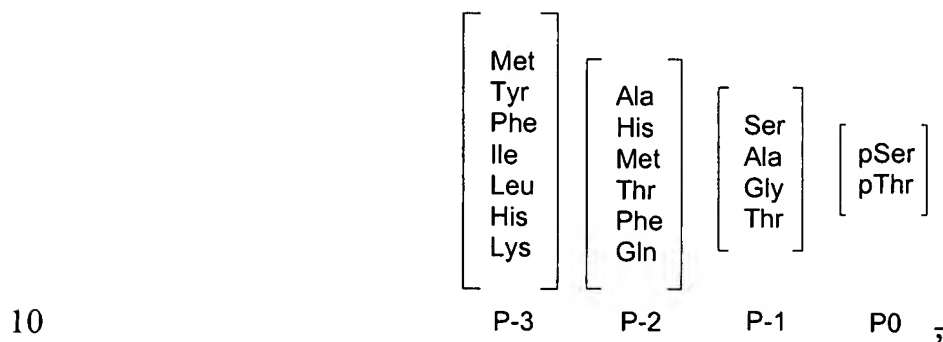 Met
Tyr
Phe
Ile
Leu
His
Lys
Ala
His
Met
Thr
Phe
Gln
Ser
Ala
Gly
Thr
pSer
pThr
10 P-3 P-2 P-1 P0 ;